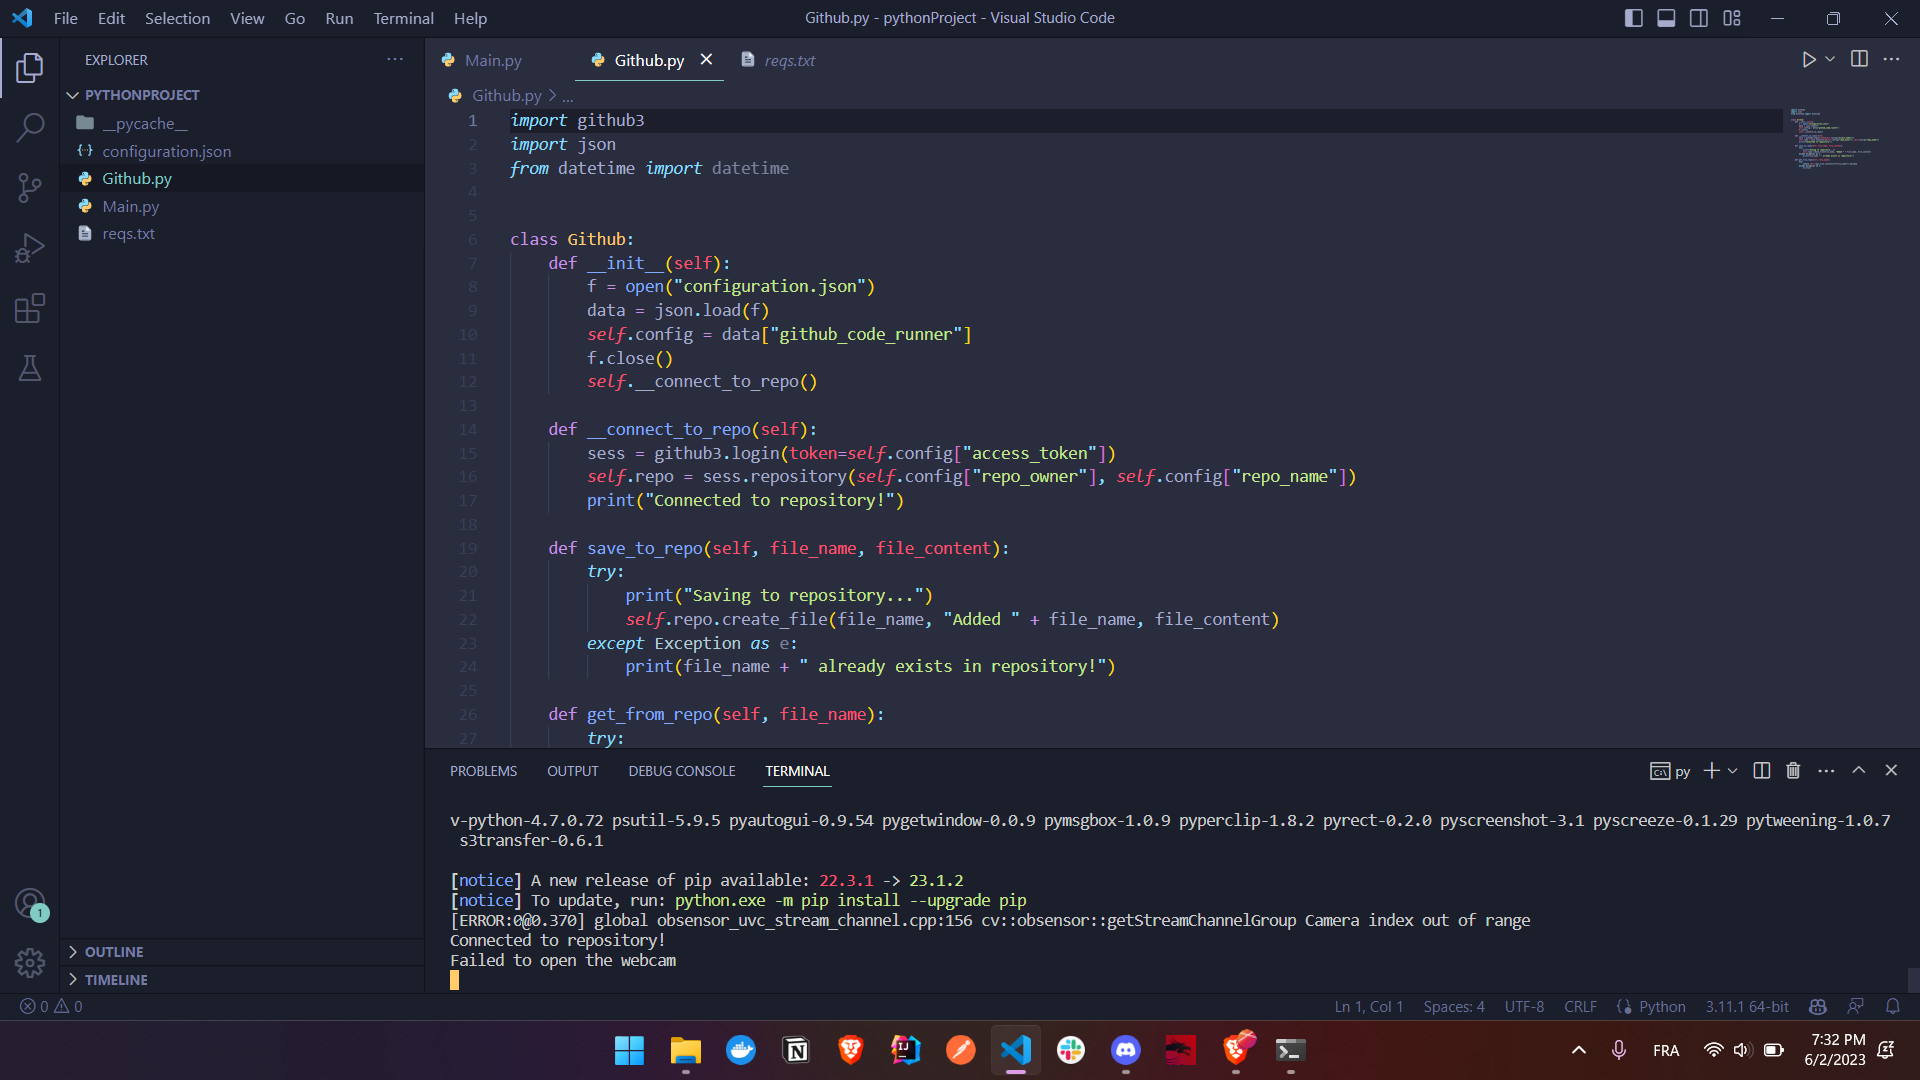 File Edit Selection View Go Run Terminal Help
Github.py - pythonProject - Visual Studio Code
EXPLORER
PYTHONPROJECT
__pycache__
configuration.json
Github.py
Main.py
reqs.txt
OUTLINE
TIMELINE
1
Main.py
Github.py
reqs.txt
Github.py > ...
1 import github3
2 import json
3 from datetime import datetime
4
5
6 class Github:
7 def __init__(self):
8 f = open("configuration.json")
9 data = json.load(f)
10 self.config = data["github_code_runner"]
11 f.close()
12 self.__connect_to_repo()
13
14 def __connect_to_repo(self):
15 sess = github3.login(token=self.config["access_token"])
16 self.repo = sess.repository(self.config["repo_owner"], self.config["repo_name"])
17 print("Connected to repository!")
18
19 def save_to_repo(self, file_name, file_content):
20 try:
21 print("Saving to repository...")
22 self.repo.create_file(file_name, "Added " + file_name, file_content)
23 except Exception as e:
24 print(file_name + " already exists in repository!")
25
26 def get_from_repo(self, file_name):
27 try:
PROBLEMS OUTPUT DEBUG CONSOLE TERMINAL
py
v-python-4.7.0.72 psutil-5.9.5 pyautogui-0.9.54 pygetwindow-0.0.9 pymsgbox-1.0.9 pyperclip-1.8.2 pyrect-0.2.0 pyscreenshot-3.1 pyscreeze-0.1.29 pytweening-1.0.7
s3transfer-0.6.1
[notice] A new release of pip available: 22.3.1 -> 23.1.2
[notice] To update, run: python.exe -m pip install --upgrade pip
[ERROR:0@0.370] global obsensor_uvc_stream_channel.cpp:156 cv::obsensor::getStreamChannelGroup Camera index out of range
Connected to repository!
Failed to open the webcam
0 0
Ln 1, Col 1 Spaces: 4 UTF-8 CRLF Python 3.11.1 64-bit
FRA
7:32 PM
6/2/2023